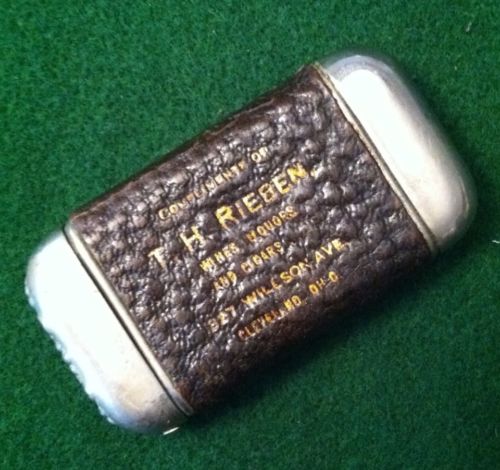 COMPLIMENTS OF
T. H. RIEBEN,
WINES LIQUORS
AND CIGARS
327 WILLSON AVE.
CLEVELAND, OHIO.